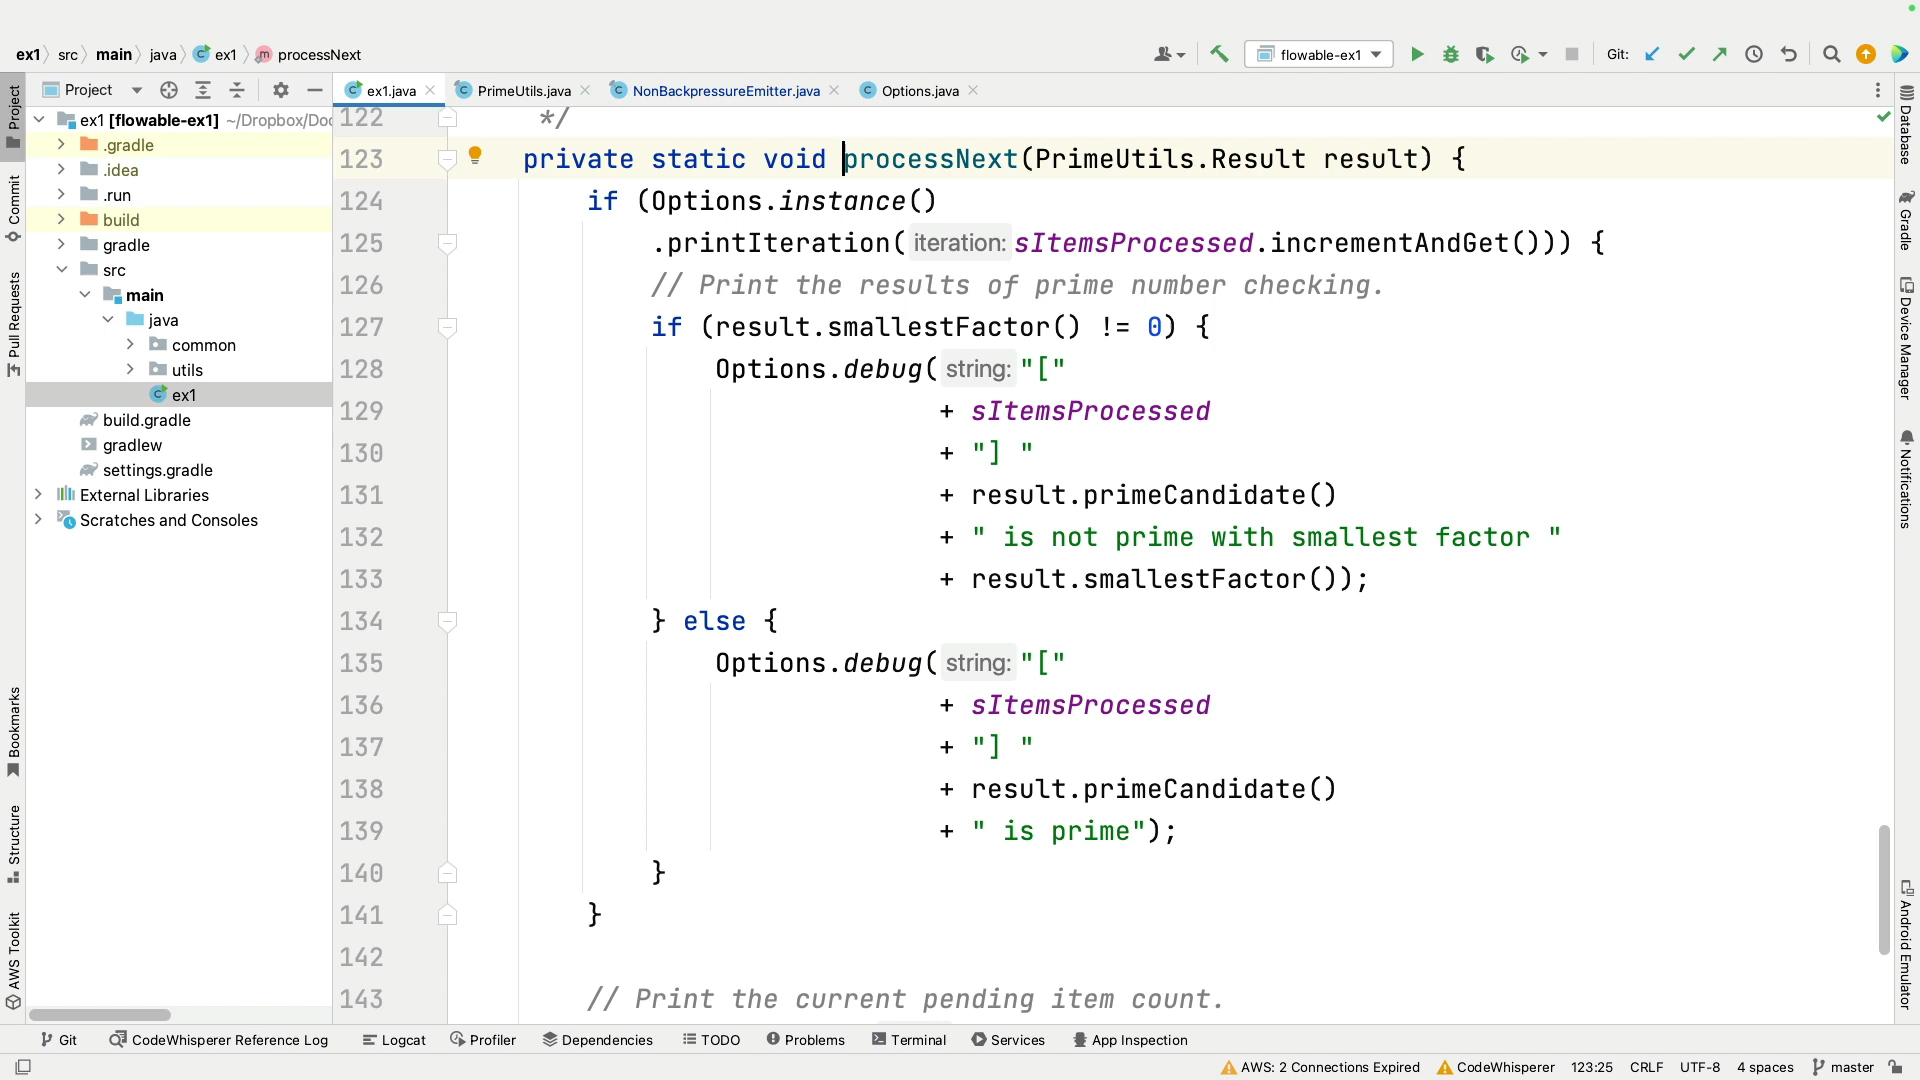 ex1 src main java ex1 processNext
flowable-ex1 Git:
Project
ex1.java PrimeUtils.java NonBackpressureEmitter.java Options.java
ex1 [flowable-ex1] ~/Dropbox/Doc
.gradle
.idea
.run
build
gradle
src
main
java
common
utils
ex1
build.gradle
gradlew
settings.gradle
External Libraries
Scratches and Consoles
Project
Commit
Pull Requests
Bookmarks
Structure
AWS Toolkit
122 */
123 private static void processNext(PrimeUtils.Result result) {
124 if (Options.instance()
125 .printIteration( iteration: sItemsProcessed.incrementAndGet())) {
126 // Print the results of prime number checking.
127 if (result.smallestFactor() != 0) {
128 Options.debug( string: "["
129 + sItemsProcessed
130 + "] "
131 + result.primeCandidate()
132 + " is not prime with smallest factor "
133 + result.smallestFactor());
134 } else {
135 Options.debug( string: "["
136 + sItemsProcessed
137 + "] "
138 + result.primeCandidate()
139 + " is prime");
140 }
141 }
142
143 // Print the current pending item count.
Database
Gradle
Device Manager
Notifications
Android Emulator
Git CodeWhisperer Reference Log Logcat Profiler Dependencies TODO Problems Terminal Services App Inspection
AWS: 2 Connections Expired CodeWhisperer 123:25 CRLF UTF-8 4 spaces master